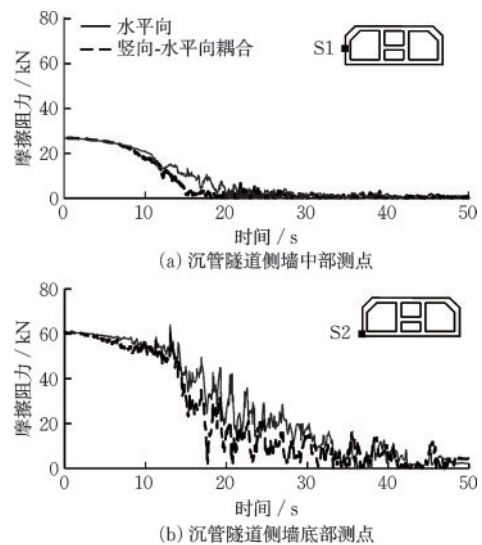 80
水平向
竖向-水平向耦合
S1
60
40
20
0
摩擦阻力 / kN
0 10 20 30 40 50
时间 / s
(a) 沉管隧道侧墙中部测点
80
60
S2
40
20
0
摩擦阻力 / kN
0 10 20 30 40 50
时间 / s
(b) 沉管隧道侧墙底部测点